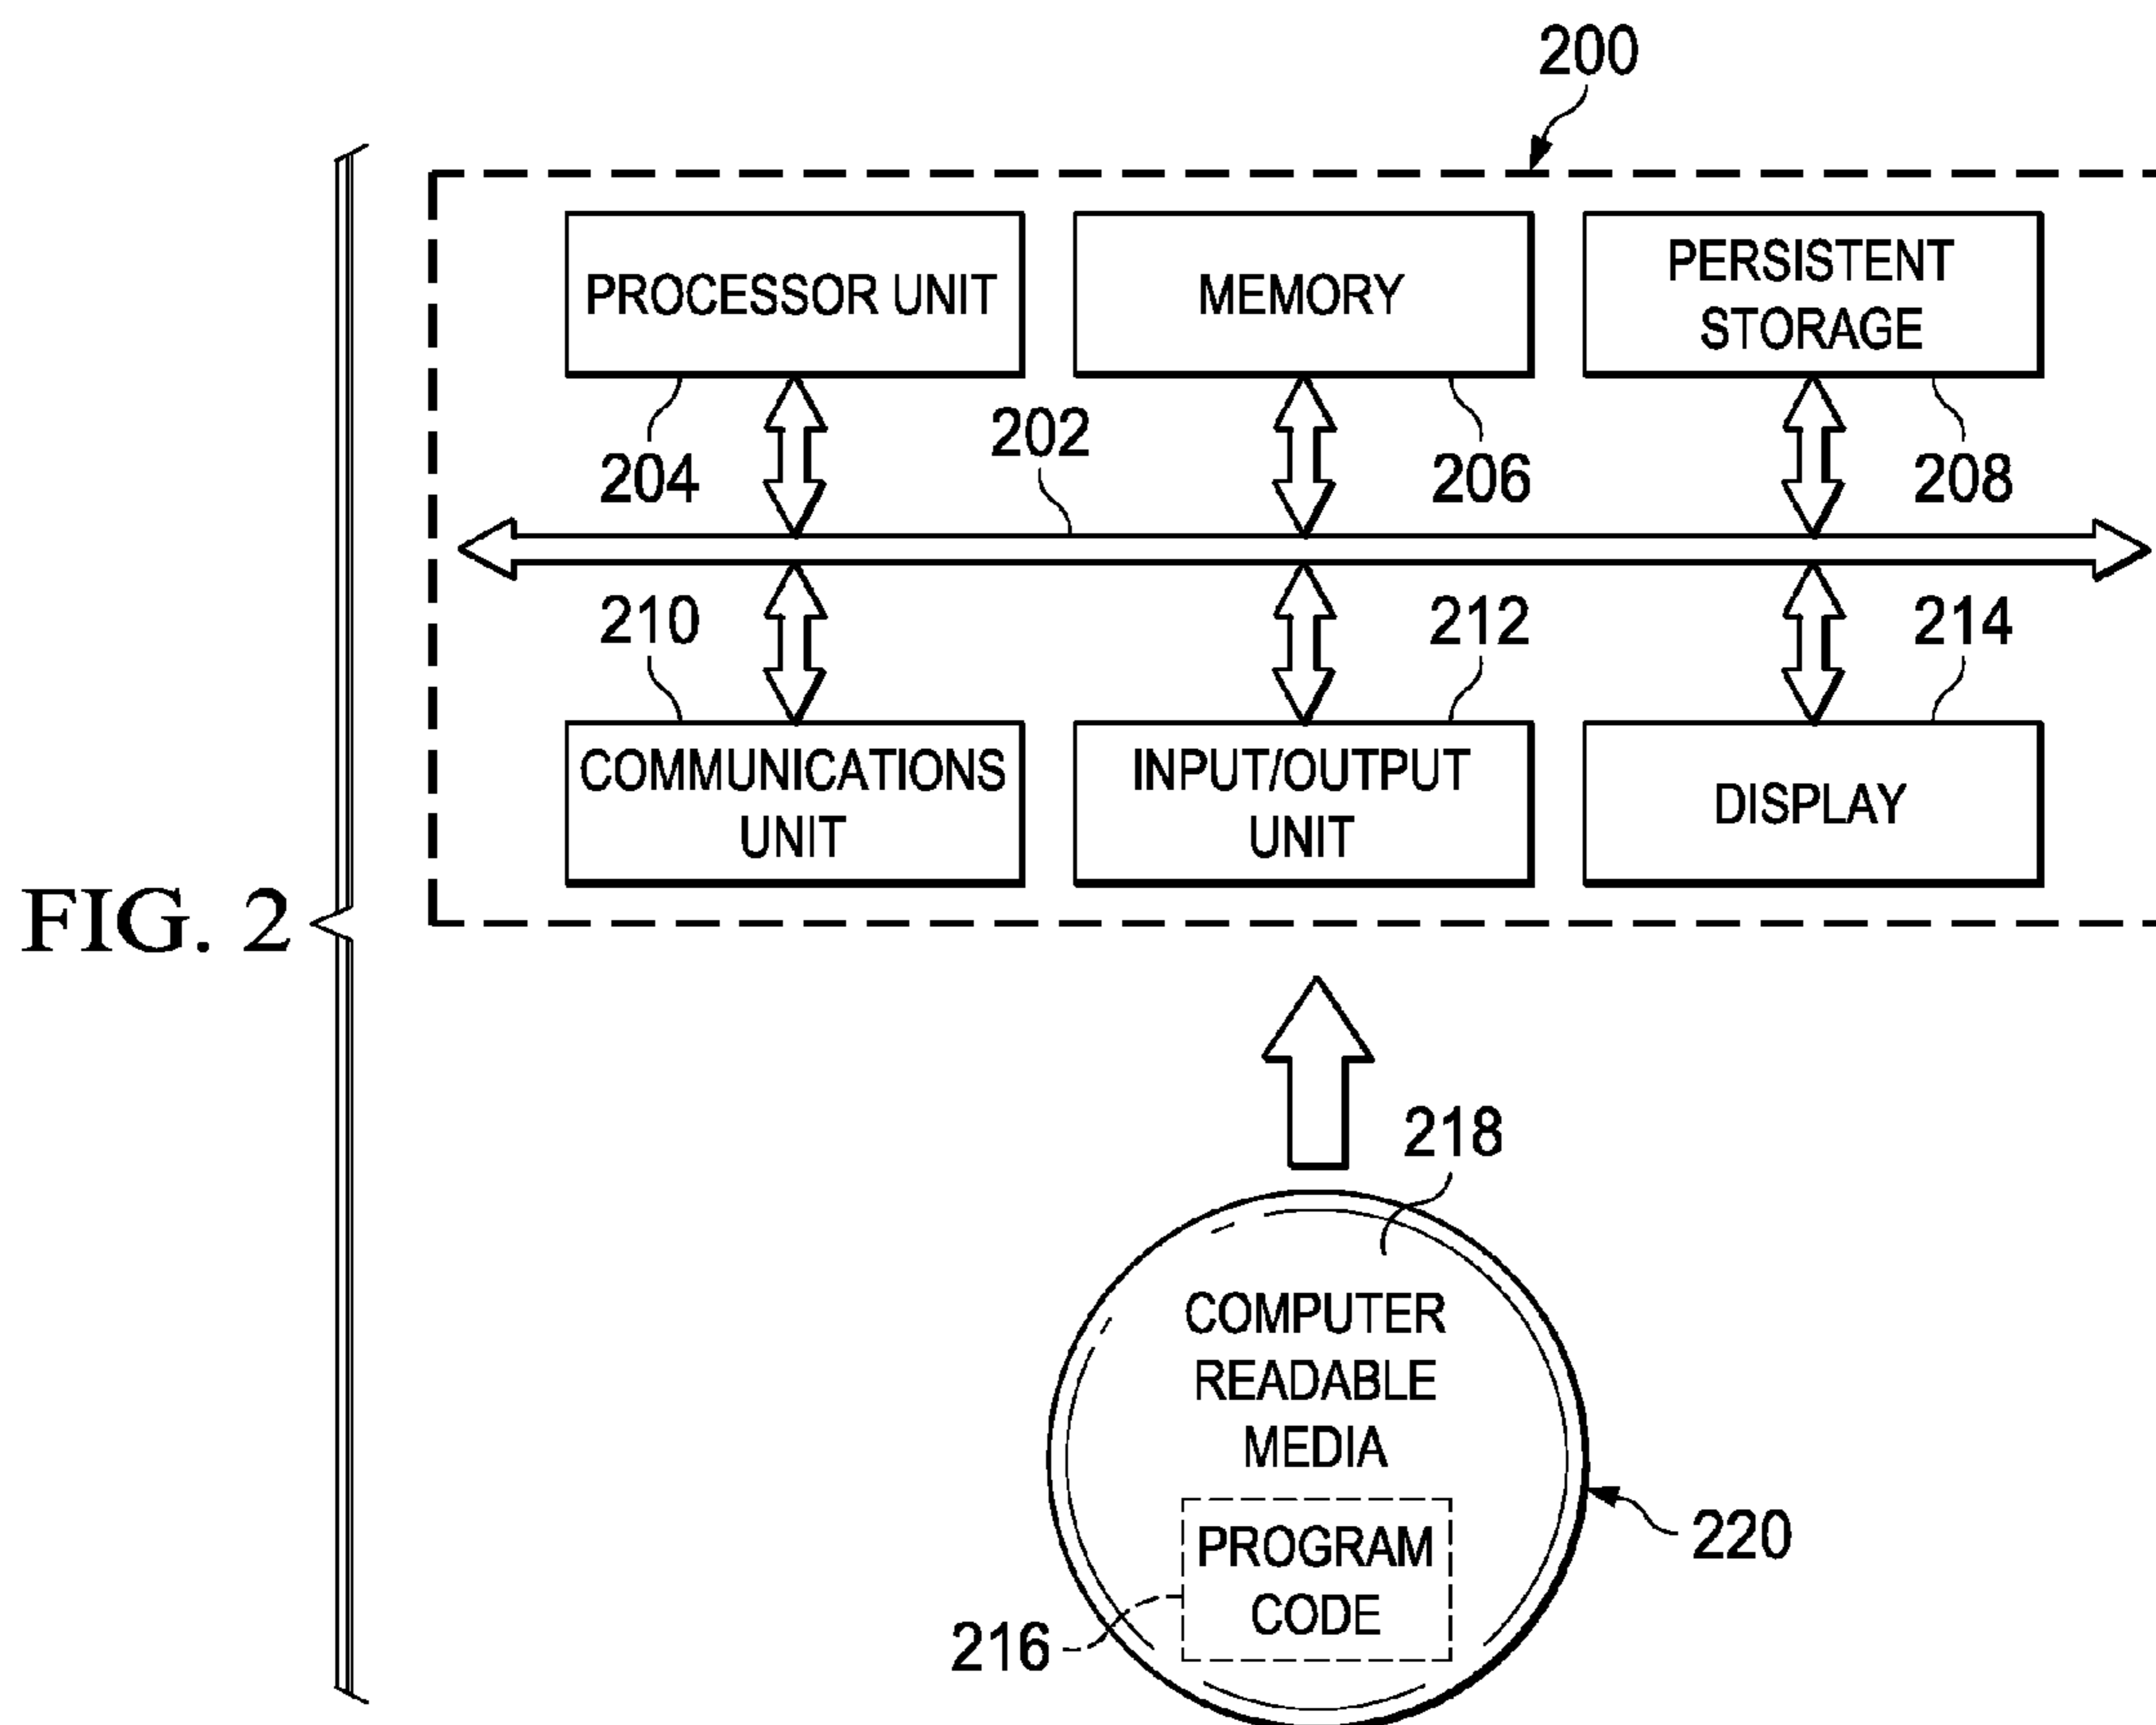 200
PROCESSOR UNIT
MEMORY
PERSISTENT
STORAGE
204
202
206
208
210
212
214
COMMUNICATIONS
UNIT
INPUT/OUTPUT
UNIT
DISPLAY
FIG. 2
218
COMPUTER
READABLE
MEDIA
PROGRAM
CODE
220
216